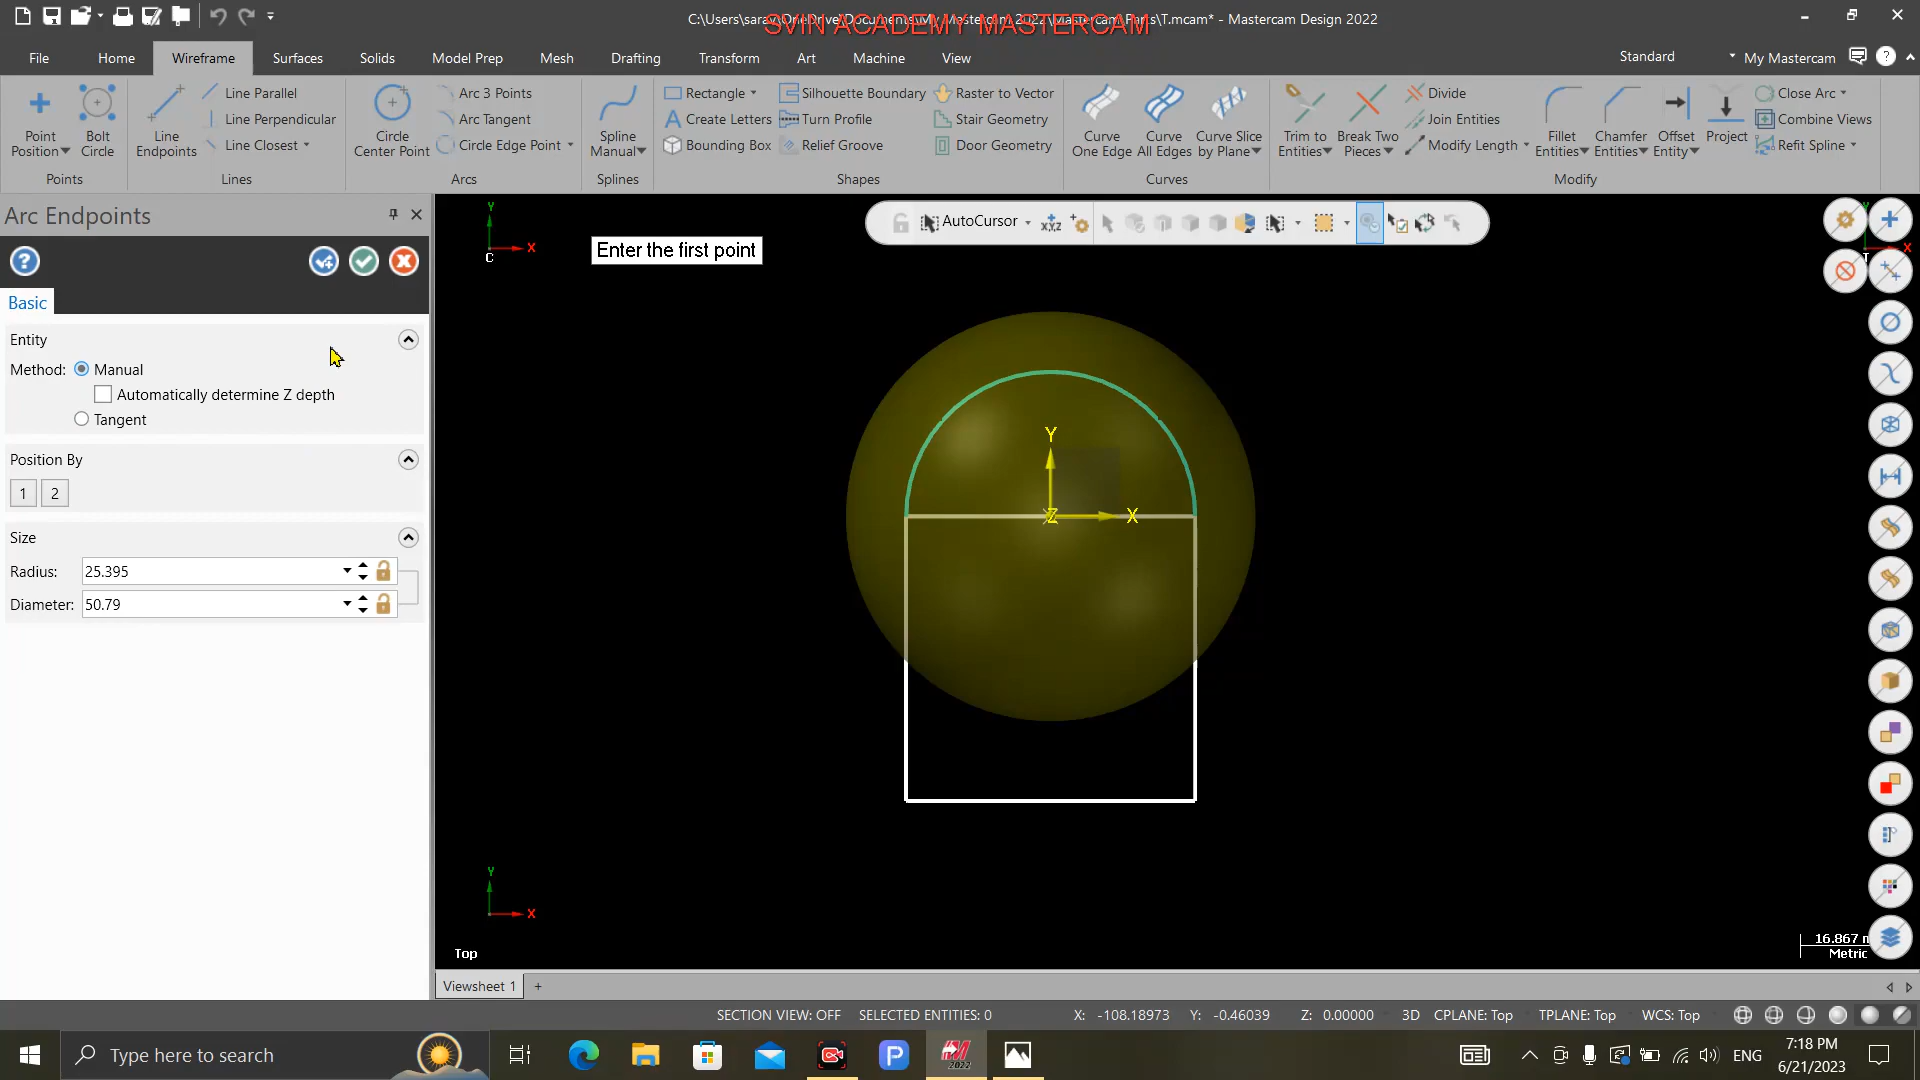 C:\Users\sarav\OneDrive\Documents\My Mastercam 2022\Mastercam\Parts\T.mcam* - Mastercam Design 2022
SVIN ACADEMY MASTERCAM
File Home Wireframe Surfaces Solids Model Prep Mesh Drafting Transform Art Machine View Standard My Mastercam
Point Position
Bolt Circle
Points
Line Endpoints
Line Parallel
Line Perpendicular
Line Closest
Lines
Circle Center Point
Arc 3 Points
Arc Tangent
Circle Edge Point
Arcs
Spline Manual
Splines
Rectangle
Create Letters
Bounding Box
Silhouette Boundary
Turn Profile
Relief Groove
Raster to Vector
Stair Geometry
Door Geometry
Shapes
Curve One Edge
Curve All Edges
Curve Slice by Plane
Curves
Trim to Entities
Break Two Pieces
Divide
Join Entities
Modify Length
Fillet Entities
Chamfer Entities
Offset Entity
Project
Close Arc
Combine Views
Refit Spline
Modify
Arc Endpoints
Basic
Entity
Method: Manual
Automatically determine Z depth
Tangent
Position By
1 2
Size
Radius: 25.395
Diameter: 50.79
Y
X
C
AutoCursor
XYZ
Enter the first point
X
T
Y
X
Z
Y
X
Top
16.867
Metric
Viewsheet 1 +
SECTION VIEW: OFF SELECTED ENTITIES: 0 X: -108.18973 Y: -0.46039 Z: 0.00000 3D CPLANE: Top TPLANE: Top WCS: Top
Type here to search
2022
ENG
7:18 PM
6/21/2023